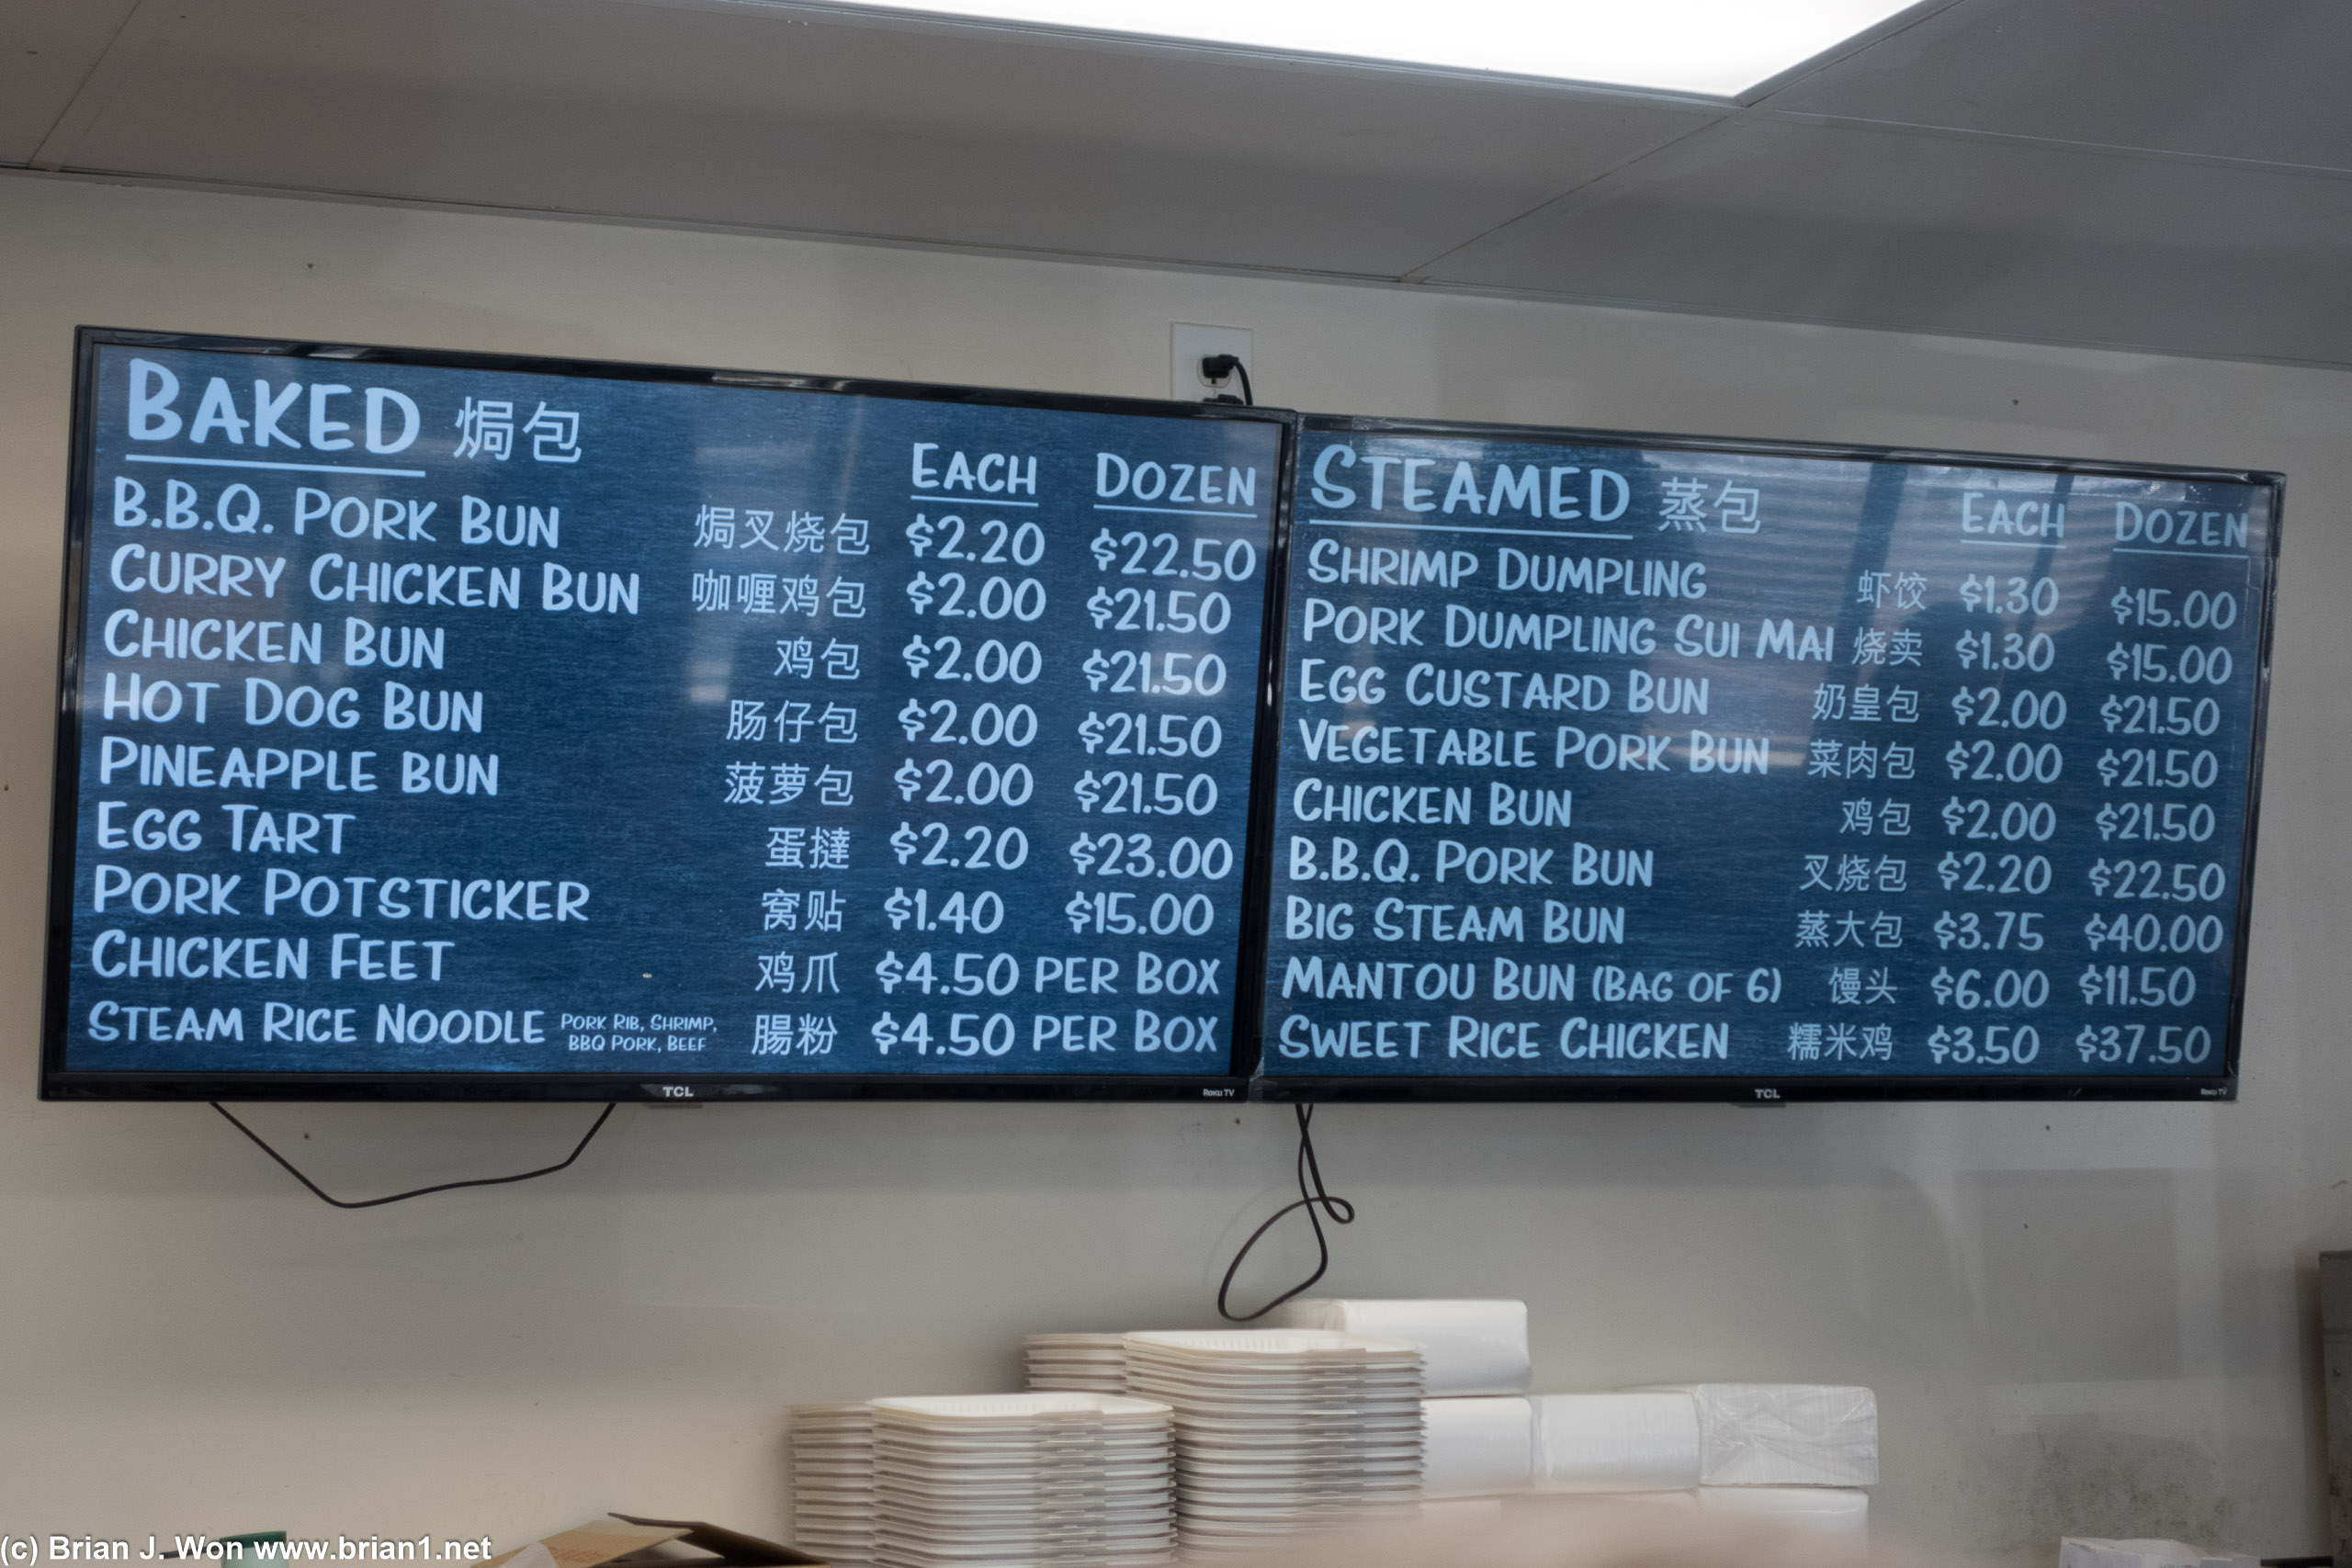 BAKED 焗包
EACH DOZEN
B.B.Q. PORK BUN 焗叉烧包 $2.20 $22.50
CURRY CHICKEN BUN 咖喱鸡包 $2.00 $21.50
CHICKEN BUN 鸡包 $2.00 $21.50
HOT DOG BUN 肠仔包 $2.00 $21.50
PINEAPPLE BUN 菠萝包 $2.00 $21.50
EGG TART 蛋撻 $2.20 $23.00
PORK POTSTICKER 窝贴 $1.40 $15.00
CHICKEN FEET 鸡爪 $4.50 PER BOX
STEAM RICE NOODLE PORK RIB, SHRIMP, BBQ PORK, BEEF 腸粉 $4.50 PER BOX
TCL
Roku TV
STEAMED 蒸包
EACH DOZEN
SHRIMP DUMPLING 虾饺 $1.30 $15.00
PORK DUMPLING SUI MAI 烧卖 $1.30 $15.00
EGG CUSTARD BUN 奶皇包 $2.00 $21.50
VEGETABLE PORK BUN 菜肉包 $2.00 $21.50
CHICKEN BUN 鸡包 $2.00 $21.50
B.B.Q. PORK BUN 叉烧包 $2.20 $22.50
BIG STEAM BUN 蒸大包 $3.75 $40.00
MANTOU BUN (BAG OF 6) 馒头 $6.00 $11.50
SWEET RICE CHICKEN 糯米鸡 $3.50 $37.50
TCL
Roku TV
(c) Brian J. Won www.brian1.net